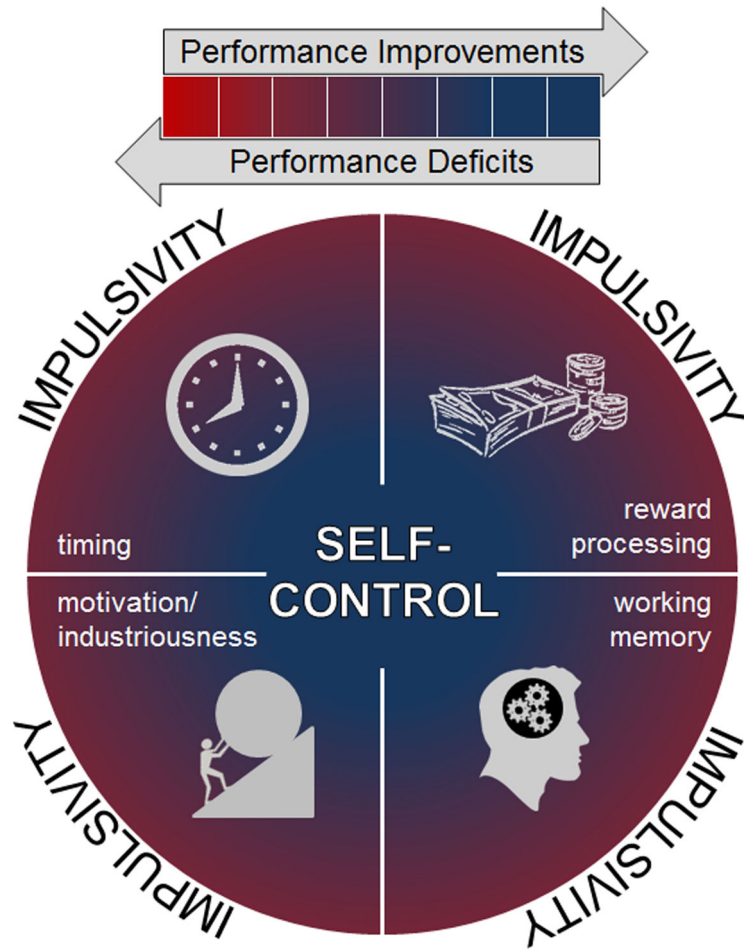 Performance Improvements
Performance Deficits
IMPULSIVITY
IMPULSIVITY
timing
reward
processing
SELF-
CONTROL
motivation/
industriousness
working
memory
IMPULSIVITY
IMPULSIVITY